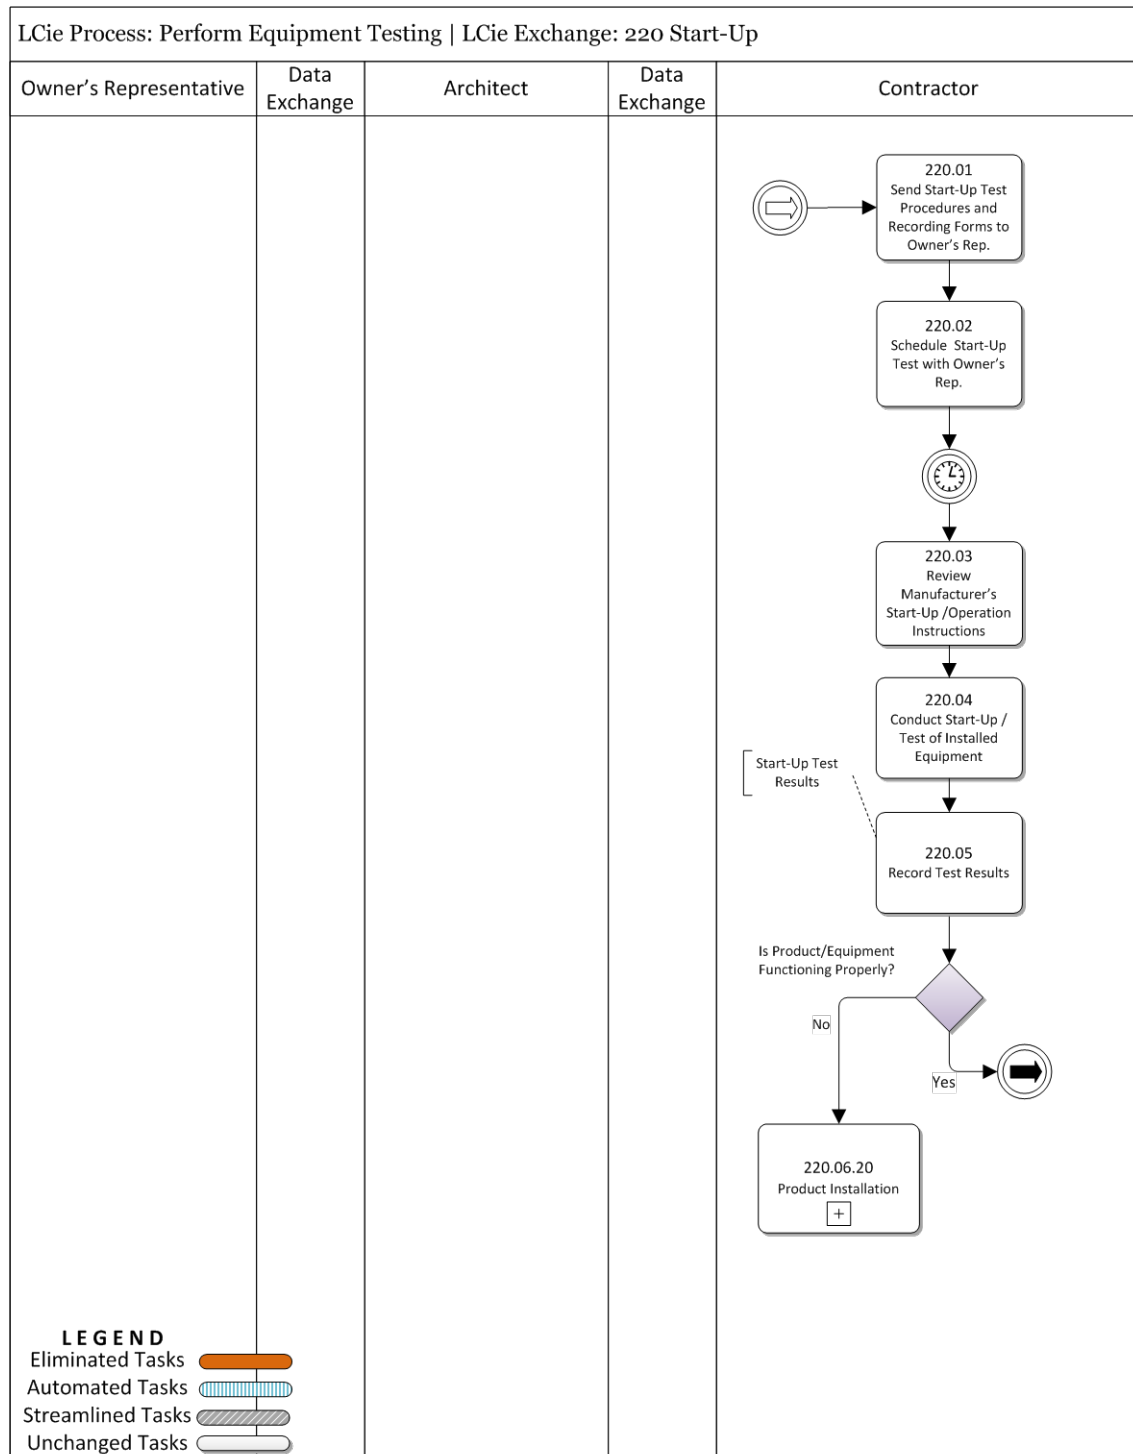 LCie Process: Perform Equipment Testing | LCie Exchange: 220 Start-Up
Owner's Representative
Data
Exchange
Architect
Data
Exchange
Contractor
220.01
Send Start-Up Test
Procedures and
Recording Forms to
Owner's Rep.
220.02
Schedule Start-Up
Test with Owner's
Rep.
220.03
Review
Manufacturer's
Start-Up /Operation
Instructions
220.04
Conduct Start-Up /
Test of Installed
Equipment
Start-Up Test
Results
220.05
Record Test Results
Is Product/Equipment
Functioning Properly?
No
Yes
220.06.20
Product Installation
+
LEGEND
Eliminated Tasks
Automated Tasks
Streamlined Tasks
Unchanged Tasks